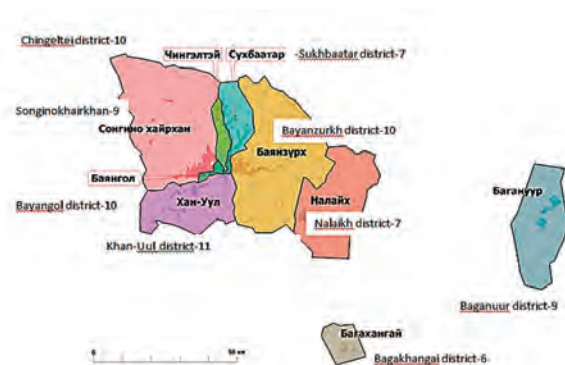 Chingeltei district-10
Чингэлтэй
Сүхбаатар
-Sukhbaatar district-7
Songinokhairkhan-9
Сонгино хайрхан
Bayanzurkh district-10
Баянзүрх
Баянгол
Bayangol district-10
Хан-Уул
Khan-Uul district-11
Налайх
Nalaikh district-7
Багануур
Baganuur district-9
Багахангай
Bagakhangai district-6
0